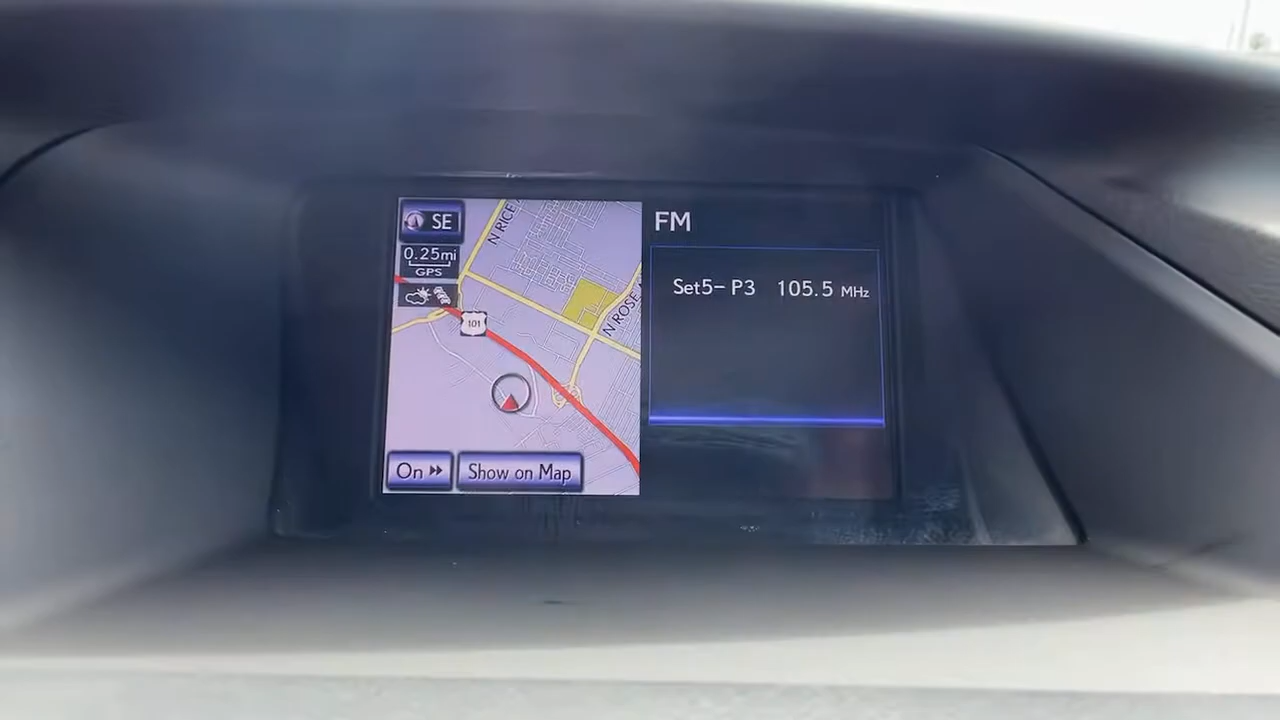 SE
0.25mi
GPS
N RICE
101
N ROSE
On
Show on Map
FM
Set5- P3 105.5 MHz